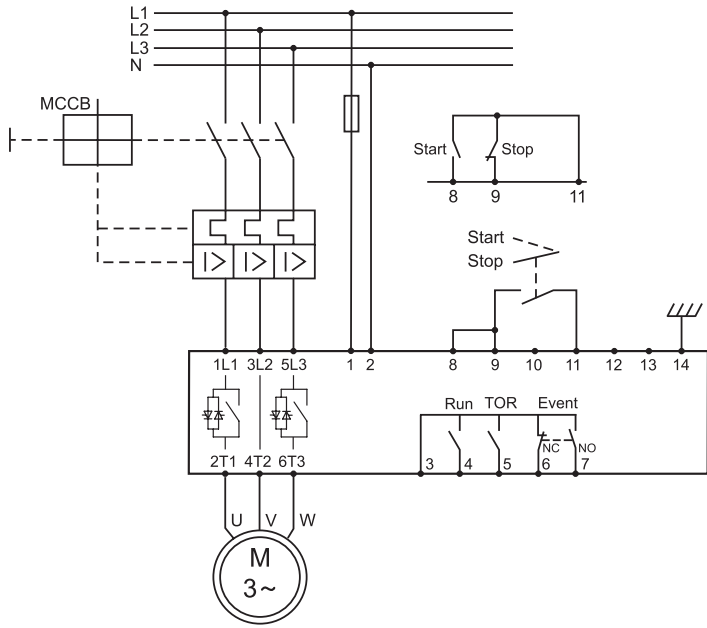 L1
L2
L3
N
MCCB
Start Stop
8 9 11
Start
Stop
I> I> I>
1L1 3L2 5L3 1 2 8 9 10 11 12 13 14
Run TOR Event
NC NO
2T1 4T2 6T3 3 4 5 6 7
U V W
M
3~